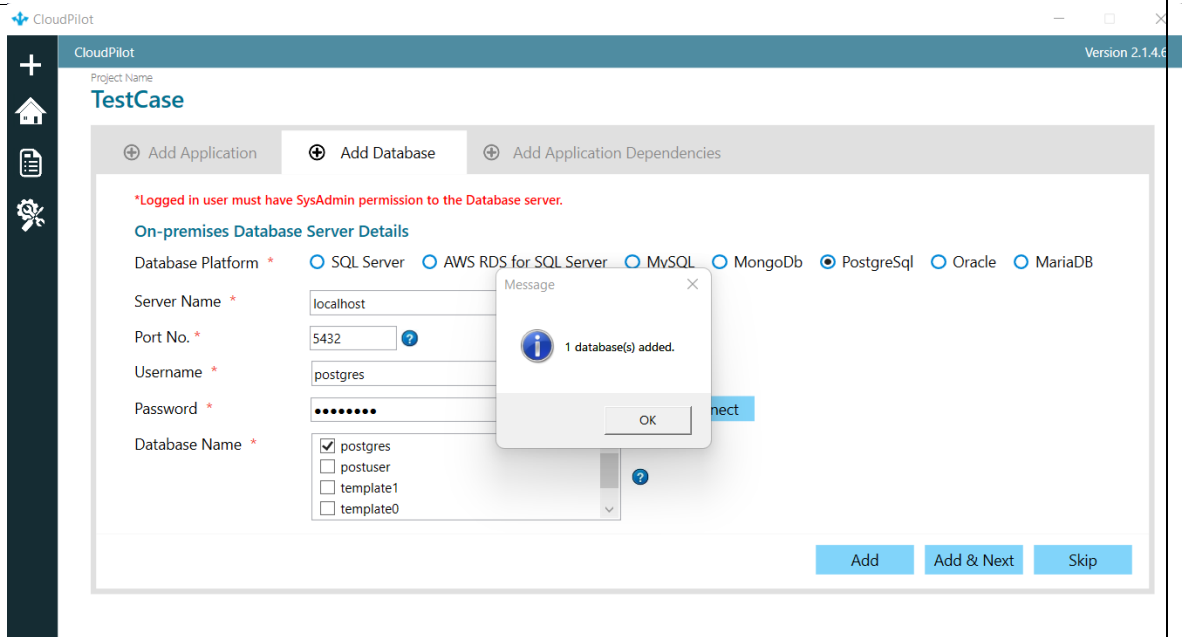 CloudPilot
CloudPilot Version 2.1.4.6
Project Name
TestCase
Add Application Add Database Add Application Dependencies
*Logged in user must have SysAdmin permission to the Database server.
On-premises Database Server Details
Database Platform * SQL Server AWS RDS for SQL Server MySQL MongoDb PostgreSql Oracle MariaDB
Message
Server Name * localhost
Port No. * 5432 ?
1 database(s) added.
Username * postgres
Password * ●●●●●●●● nect
OK
Database Name * postgres
postuser
?
template1
template0
Add Add & Next Skip